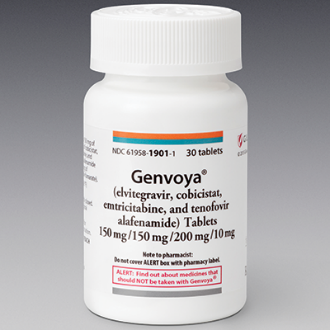 NDC 61958-1901-1 30 tablets
Genvoya®
(elvitegravir, cobicistat,
emtricitabine, and tenofovir
alafenamide) Tablets
150 mg/150 mg/200 mg/10 mg
Note to pharmacist:
Do not cover ALERT box with pharmacy label.
ALERT: Find out about medicines that
should NOT be taken with Genvoya®